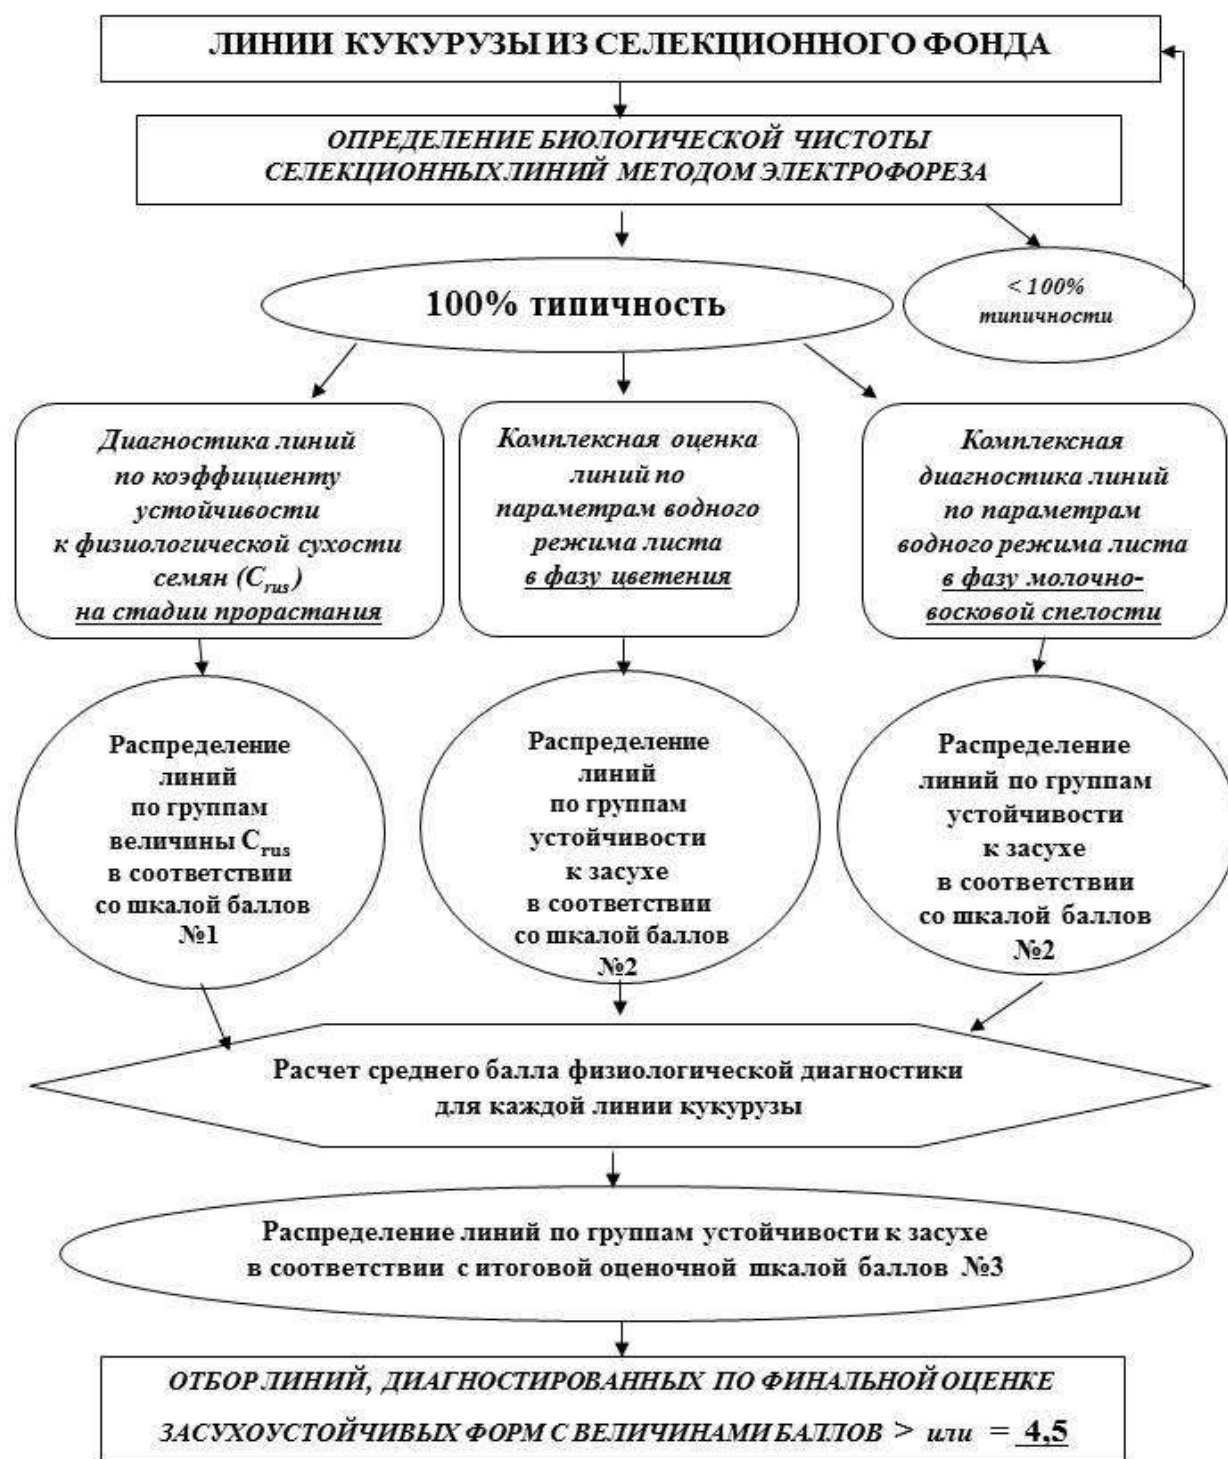 ЛИНИИ КУКУРУЗЫ ИЗ СЕЛЕКЦИОННОГО ФОНДА
ОПРЕДЕЛЕНИЕ БИОЛОГИЧЕСКОЙ ЧИСТОТЫ
СЕЛЕКЦИОННЫХ ЛИНИЙ МЕТОДОМ ЭЛЕКТРОФОРЕЗА
100% типичность
< 100%
типичности
Диагностика линий
по коэффициенту
устойчивости
к физиологической сухости
семян (C_rus)
на стадии прорастания
Комплексная оценка
линий по
параметрам водного
режима листа
в фазу цветения
Комплексная
диагностика линий
по параметрам
водного режима листа
в фазу молочно-
восковой спелости
Распределение
линий
по группам
величины C_rus
в соответствии
со шкалой баллов
№1
Распределение
линий
по группам
устойчивости
к засухе
в соответствии
со шкалой баллов
№2
Распределение
линий по группам
устойчивости
к засухе
в соответствии
со шкалой баллов
№2
Расчет среднего балла физиологической диагностики
для каждой линии кукурузы
Распределение линий по группам устойчивости к засухе
в соответствии с итоговой оценочной шкалой баллов №3
ОТБОР ЛИНИЙ, ДИАГНОСТИРОВАННЫХ ПО ФИНАЛЬНОЙ ОЦЕНКЕ
ЗАСУХОУСТОЙЧИВЫХ ФОРМ С ВЕЛИЧИНАМИ БАЛЛОВ > или = 4,5